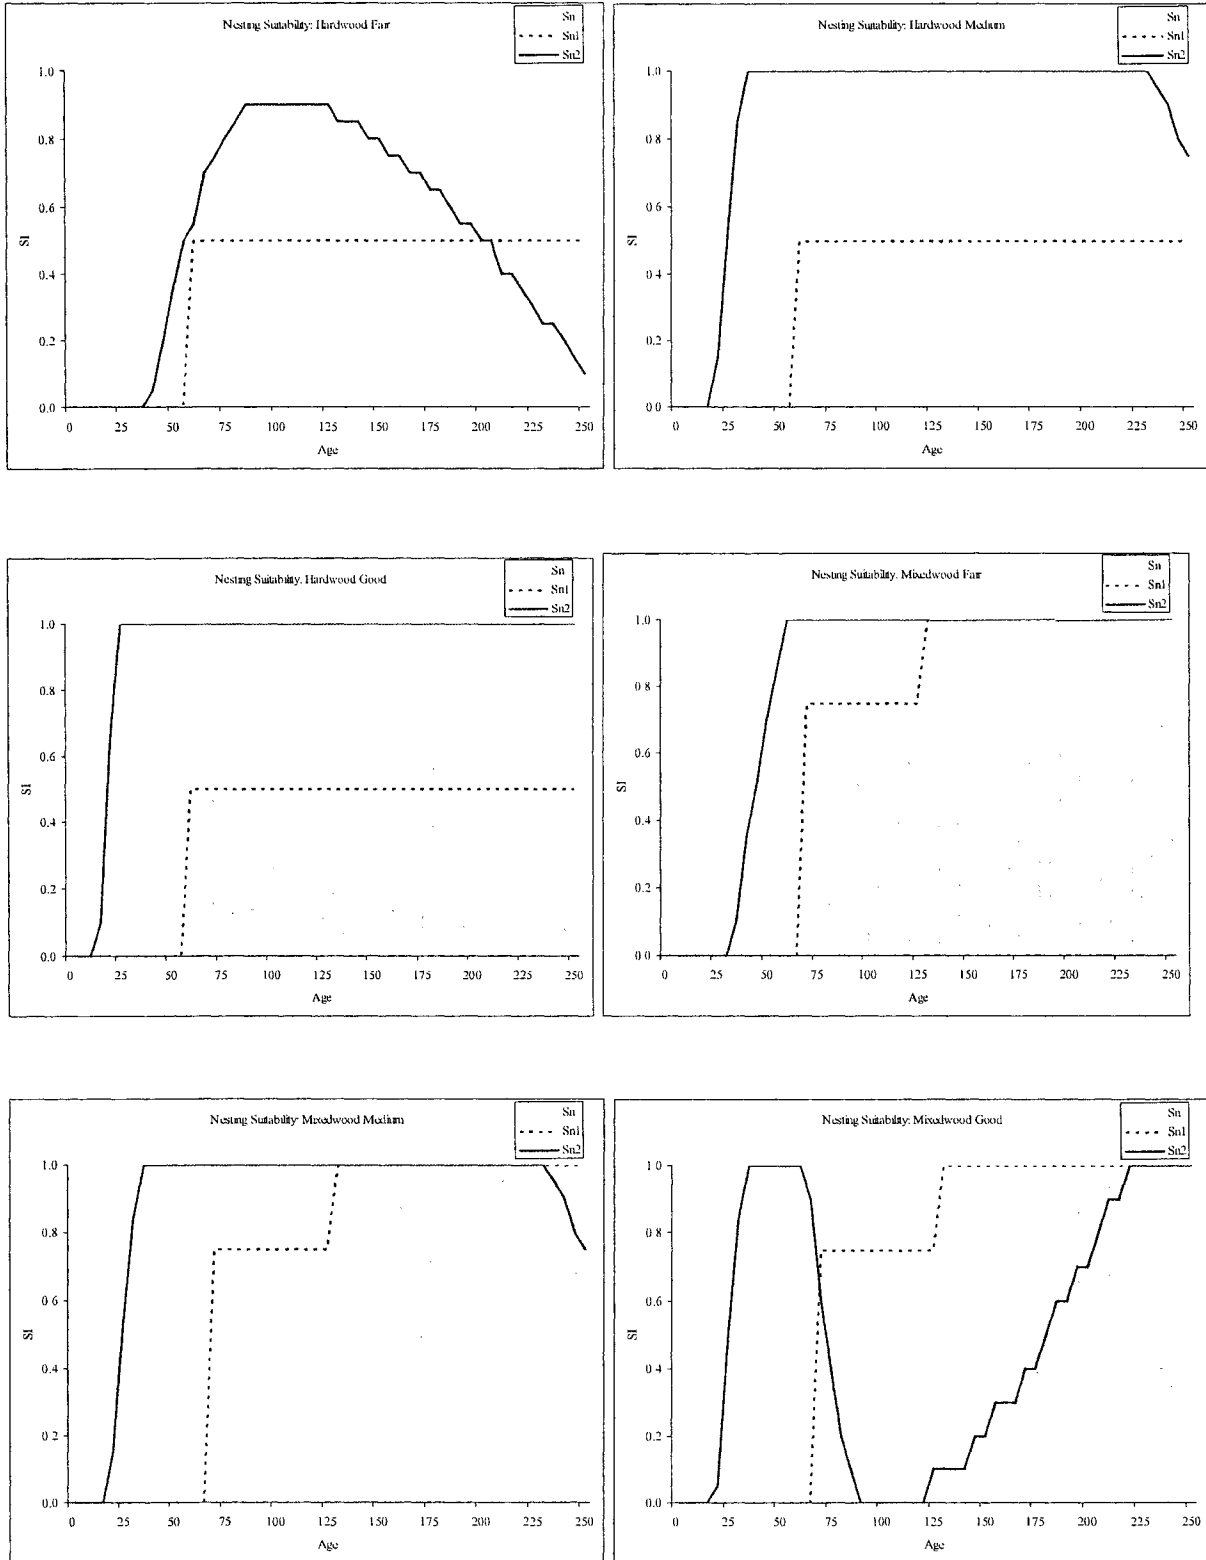 Nesting Suitability: Hardwood Fair
Sn
Sn1
Sn2
1.0
0.8
0.6
0.4
0.2
0.0
SI
0 25 50 75 100 125 150 175 200 225 250
Age
Nesting Suitability: Hardwood Medium
Sn
Sn1
Sn2
1.0
0.8
0.6
0.4
0.2
0.0
SI
0 25 50 75 100 125 150 175 200 225 250
Age
Nesting Suitability: Hardwood Good
Sn
Sn1
Sn2
1.0
0.8
0.6
0.4
0.2
0.0
SI
0 25 50 75 100 125 150 175 200 225 250
Age
Nesting Suitability: Mixedwood Fair
Sn
Sn1
Sn2
1.0
0.8
0.6
0.4
0.2
0.0
SI
0 25 50 75 100 125 150 175 200 225 250
Age
Nesting Suitability: Mixedwood Medium
Sn
Sn1
Sn2
1.0
0.8
0.6
0.4
0.2
0.0
SI
0 25 50 75 100 125 150 175 200 225 250
Age
Nesting Suitability: Mixedwood Good
Sn
Sn1
Sn2
1.0
0.8
0.6
0.4
0.2
0.0
SI
0 25 50 75 100 125 150 175 200 225 250
Age